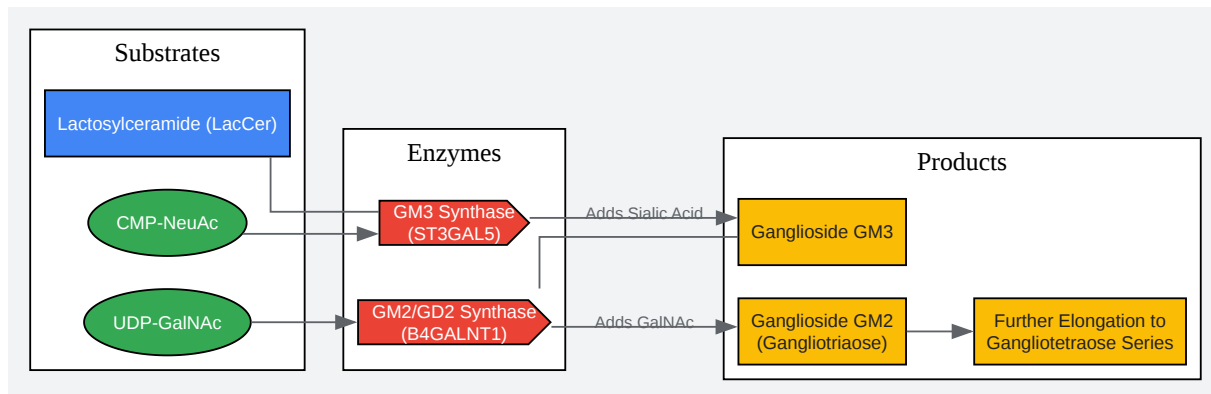 Substrates
Lactosylceramide (LacCer)
CMP-NeuAc
UDP-GalNAc
Enzymes
GM3 Synthase
(ST3GAL5)
GM2/GD2 Synthase
(B4GALNT1)
Adds Sialic Acid
Adds GalNAc
Products
Ganglioside GM3
Ganglioside GM2
(Gangliotriaose)
Further Elongation to
Gangliotetraose Series